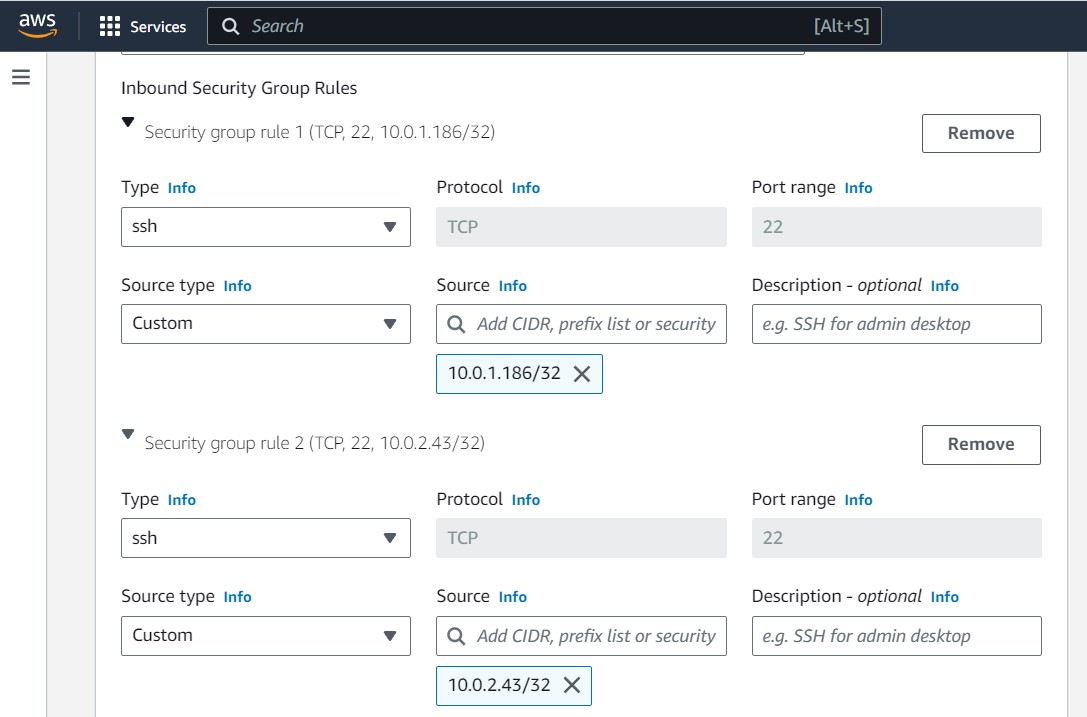 aws
Services
Search
[Alt+S]
Inbound Security Group Rules
Security group rule 1 (TCP, 22, 10.0.1.186/32)
Remove
Type Info
Protocol Info
Port range Info
ssh
TCP
22
Source type Info
Source Info
Description - optional Info
Custom
Add CIDR, prefix list or security
e.g. SSH for admin desktop
10.0.1.186/32
Security group rule 2 (TCP, 22, 10.0.2.43/32)
Remove
Type Info
Protocol Info
Port range Info
ssh
TCP
22
Source type Info
Source Info
Description - optional Info
Custom
Add CIDR, prefix list or security
e.g. SSH for admin desktop
10.0.2.43/32